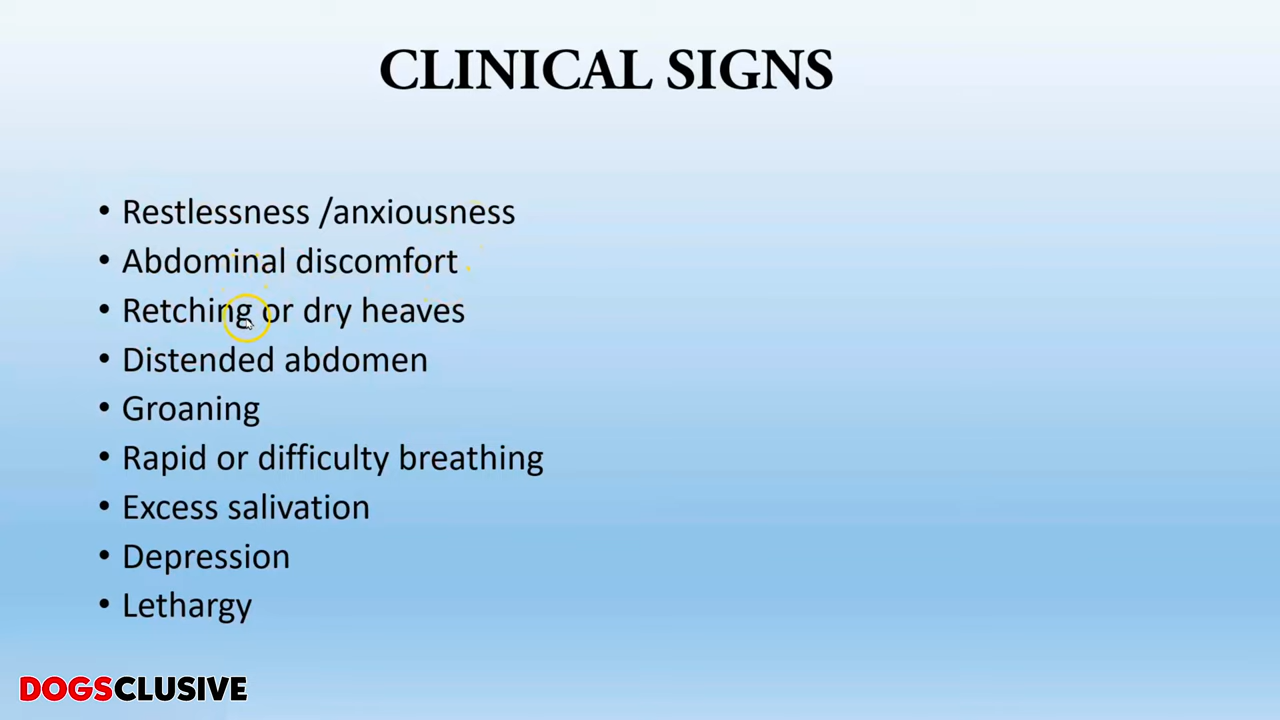 CLINICAL SIGNS
• Restlessness /anxiousness
• Abdominal discomfort
• Retching or dry heaves
• Distended abdomen
• Groaning
• Rapid or difficulty breathing
• Excess salivation
• Depression
• Lethargy
DOGSCLUSIVE